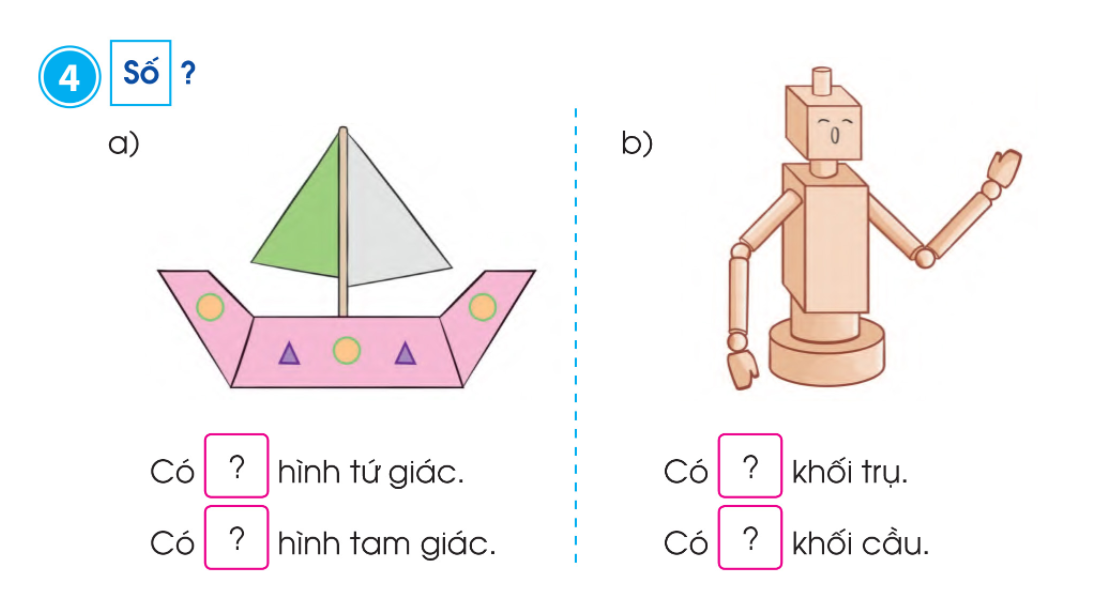 4 Số ?
a)
Có ? hình tứ giác.
Có ? hình tam giác.
b)
Có ? khối trụ.
Có ? khối cầu.